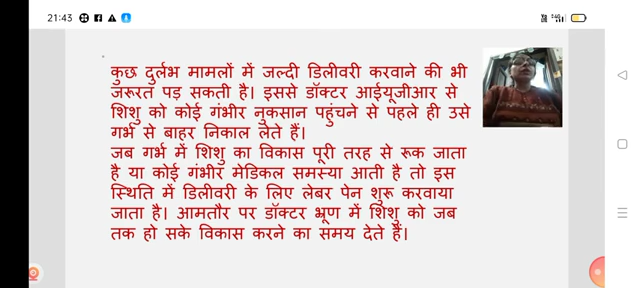 21:43
कुछ दुर्लभ मामलों में जल्दी डिलीवरी करवाने की भी
जरूरत पड़ सकती है। इससे डॉक्टर आईयूजीआर से
शिशु को कोई गंभीर नुकसान पहुंचने से पहले ही उसे
गर्भ से बाहर निकाल लेते हैं।
जब गर्भ में शिशु का विकास पूरी तरह से रूक जाता
है या कोई गंभीर मेडिकल समस्या आती है तो इस
स्थिति में डिलीवरी के लिए लेबर पेन शुरू करवाया
जाता है। आमतौर पर डॉक्टर भ्रूण में शिशु को जब
तक हो सके विकास करने का समय देते हैं।